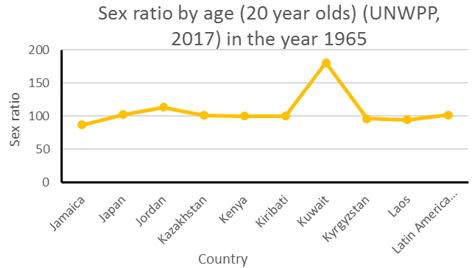 Sex ratio by age (20 year olds) (UNWPP,
2017) in the year 1965
200
150
100
50
0
Sex ratio
Jamaica
Japan
Jordan
Kazakhstan
Kenya
Kiribati
Kuwait
Kyrgyzstan
Laos
Latin America...
Country